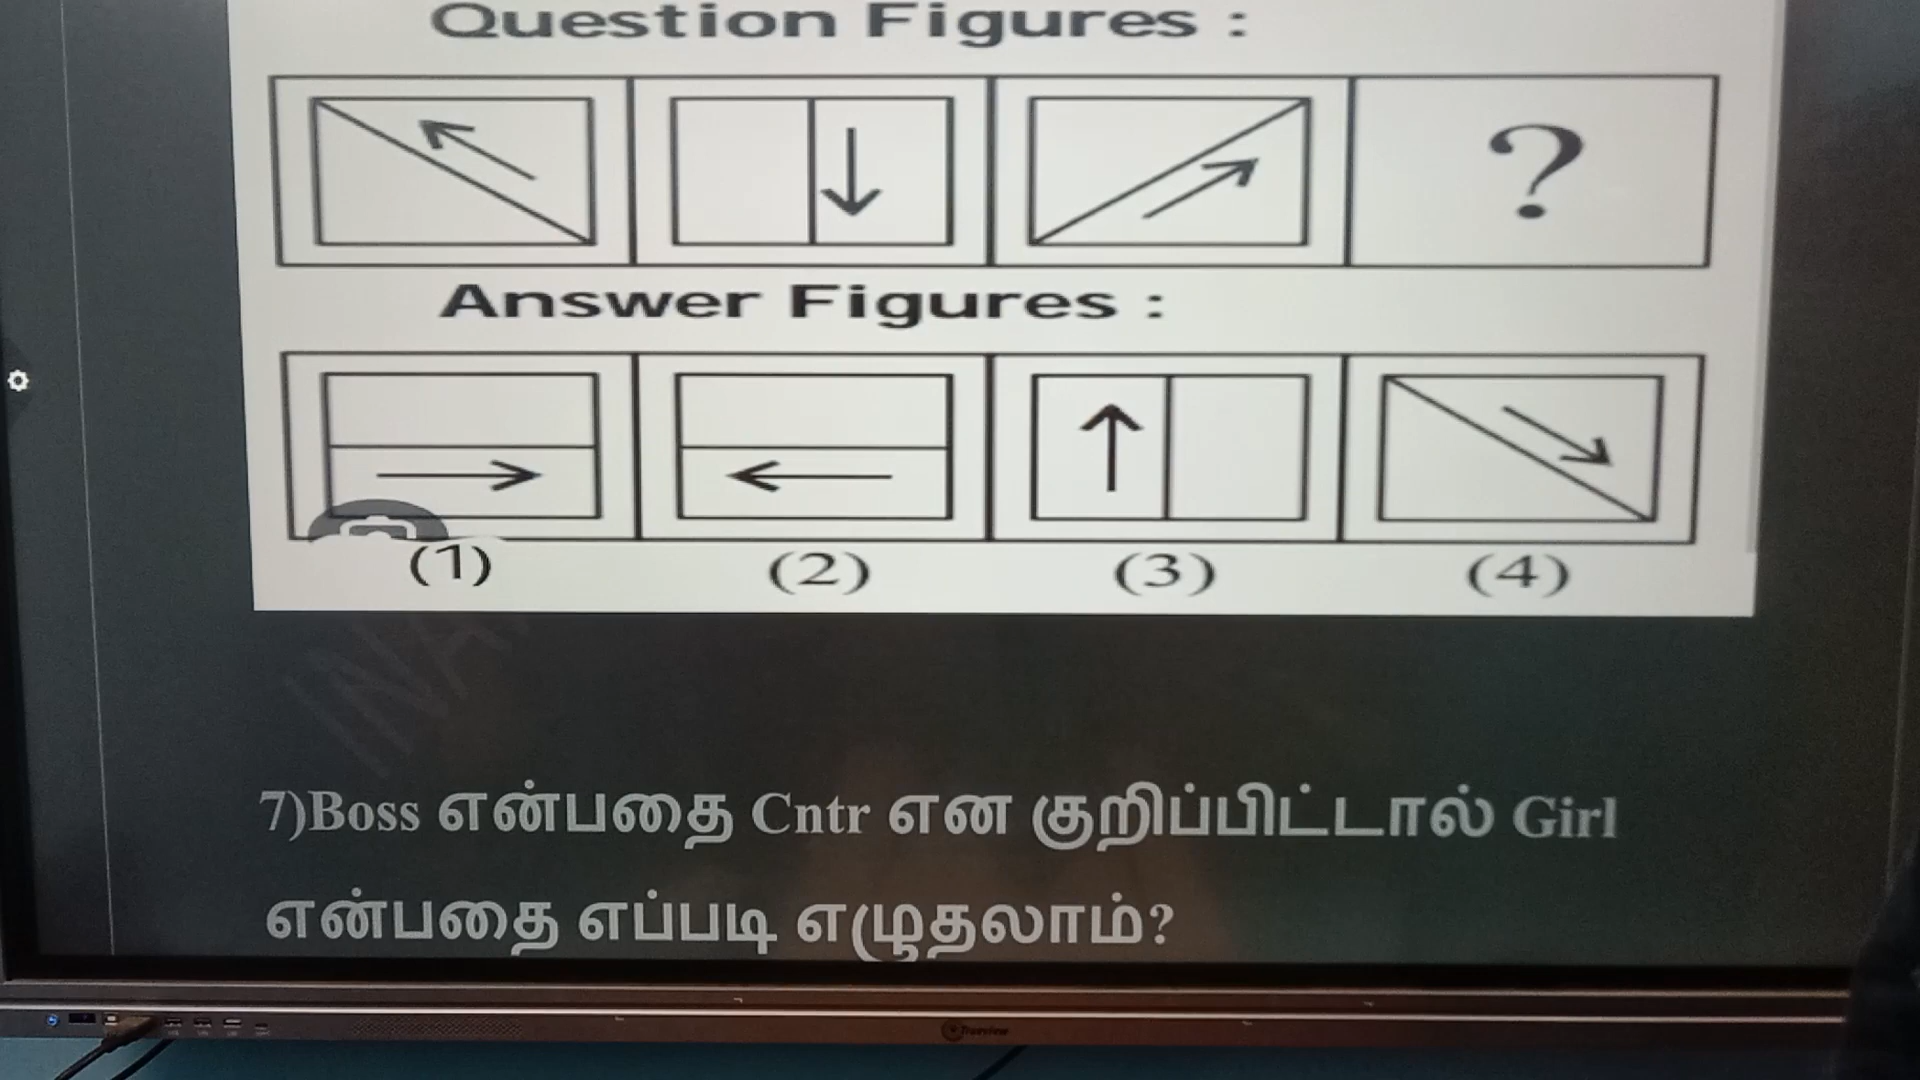 Question Figures :
?
Answer Figures :
(1) (2) (3) (4)
7)Boss என்பதை Cntr என குறிப்பிட்டால் Girl
என்பதை எப்படி எழுதலாம்?